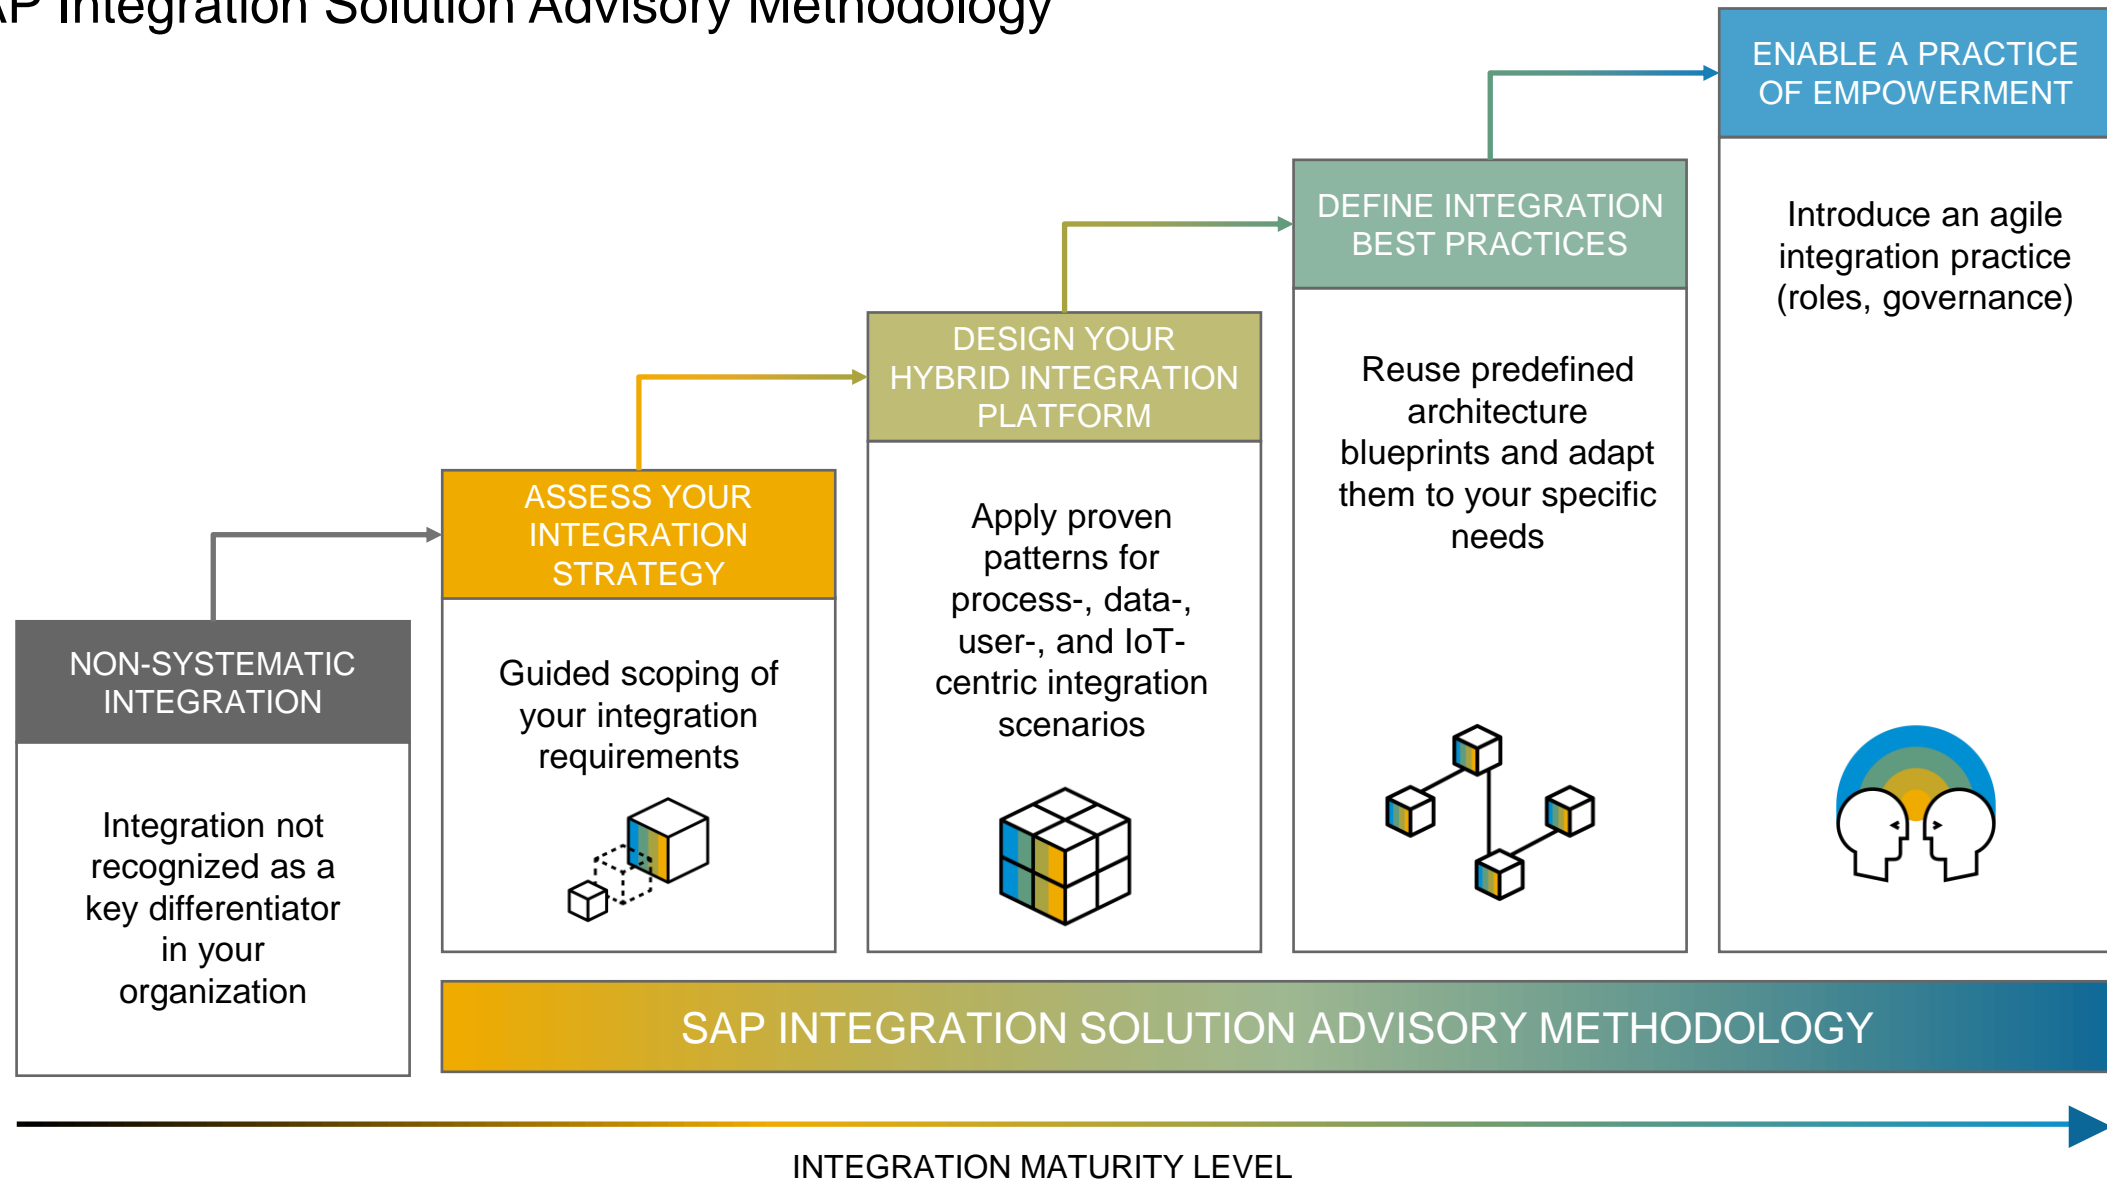 AP Integration Solution Advisory Methodology
NON-SYSTEMATIC
INTEGRATION
Integration not
recognized as a
key differentiator
in your
organization
ASSESS YOUR
INTEGRATION
STRATEGY
Guided scoping of
your integration
requirements
DESIGN YOUR
HYBRID INTEGRATION
PLATFORM
Apply proven
patterns for
process-, data-,
user-, and IoT-
centric integration
scenarios
DEFINE INTEGRATION
BEST PRACTICES
Reuse predefined
architecture
blueprints and adapt
them to your specific
needs
ENABLE A PRACTICE
OF EMPOWERMENT
Introduce an agile
integration practice
(roles, governance)
SAP INTEGRATION SOLUTION ADVISORY METHODOLOGY
INTEGRATION MATURITY LEVEL